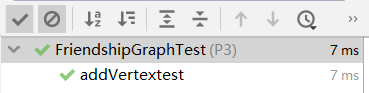 FriendshipGraphTest (P3) 7 ms
addVertextest 7 ms